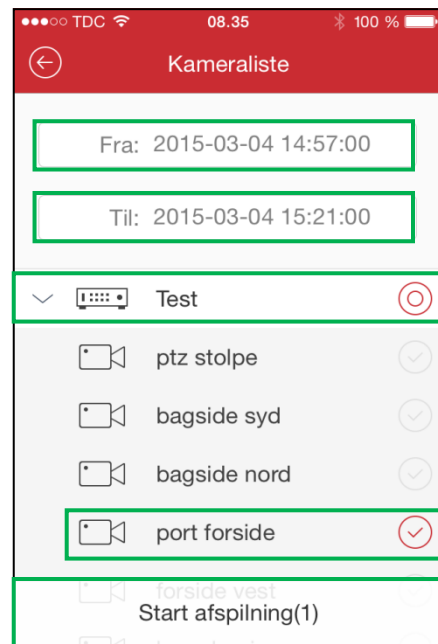 TDC 08.35 100 %
Kameraliste
Fra: 2015-03-04 14:57:00
Til: 2015-03-04 15:21:00
Test
ptz stolpe
bagside syd
bagside nord
port forside
forside vest
Start afspilning(1)